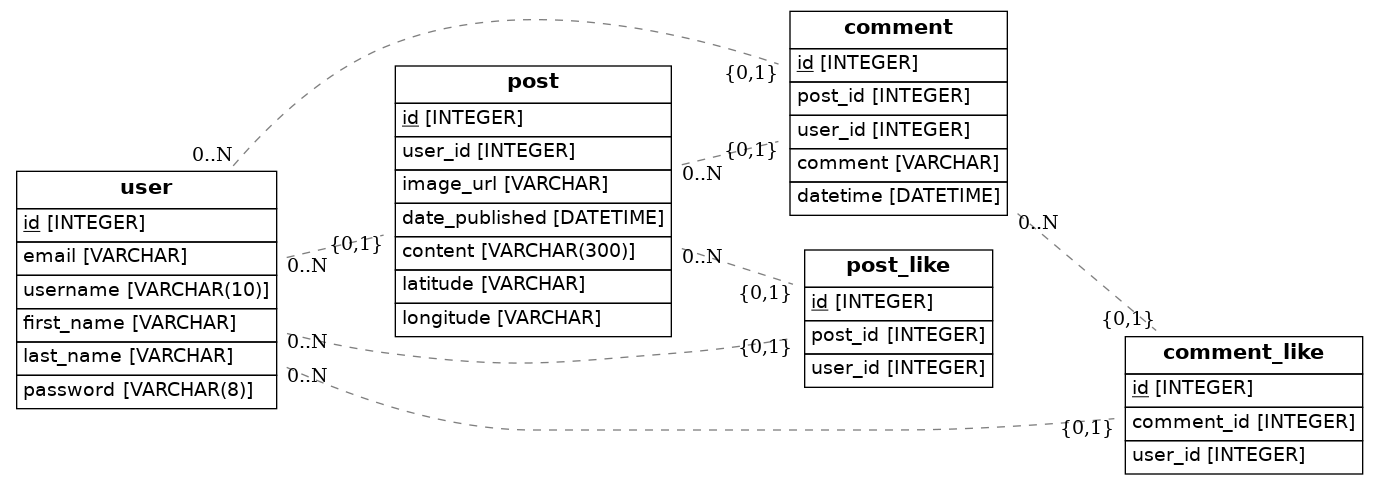 user
id [INTEGER]
email [VARCHAR]
username [VARCHAR(10)]
first_name [VARCHAR]
last_name [VARCHAR]
password [VARCHAR(8)]
0..N
0..N
0..N
0..N
post
id [INTEGER]
user_id [INTEGER]
image_url [VARCHAR]
date_published [DATETIME]
content [VARCHAR(300)]
latitude [VARCHAR]
longitude [VARCHAR]
{0,1}
0..N
0..N
comment
id [INTEGER]
post_id [INTEGER]
user_id [INTEGER]
comment [VARCHAR]
datetime [DATETIME]
{0,1}
{0,1}
0..N
post_like
id [INTEGER]
post_id [INTEGER]
user_id [INTEGER]
{0,1}
{0,1}
comment_like
id [INTEGER]
comment_id [INTEGER]
user_id [INTEGER]
{0,1}
{0,1}